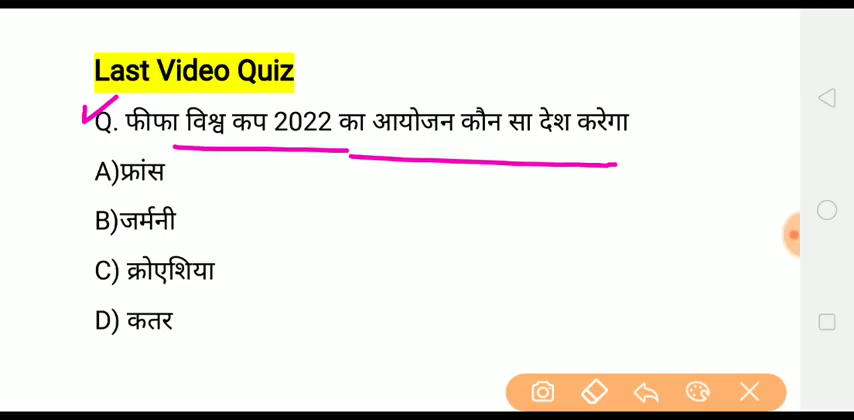 Last Video Quiz
Q. फीफा विश्व कप 2022 का आयोजन कौन सा देश करेगा
A)फ्रांस
B)जर्मनी
C) क्रोएशिया
D) कतर